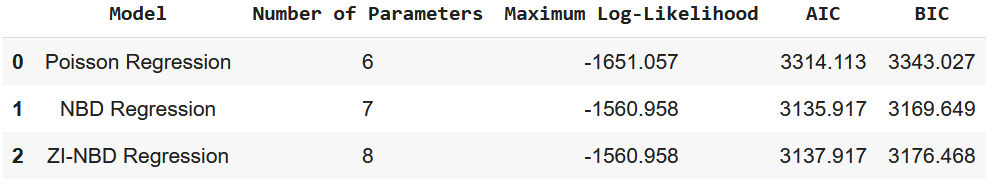 Model Number of Parameters Maximum Log-Likelihood AIC BIC
0 Poisson Regression 6 -1651.057 3314.113 3343.027
1 NBD Regression 7 -1560.958 3135.917 3169.649
2 ZI-NBD Regression 8 -1560.958 3137.917 3176.468